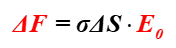 ΔF = σΔS · E₀